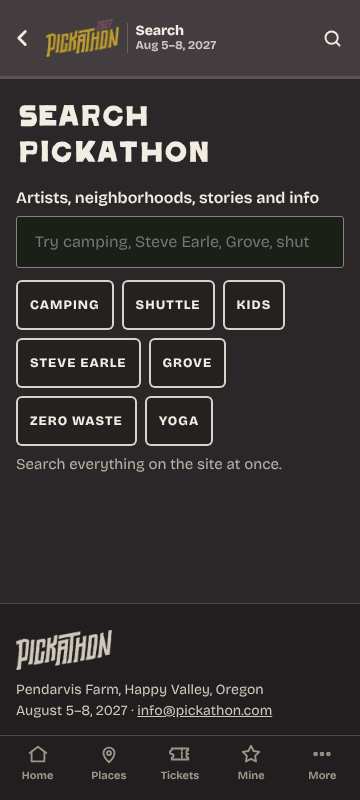 2027
PICKATHON
Search
Aug 5–8, 2027
SEARCH
PICKATHON
Artists, neighborhoods, stories and info
Try camping, Steve Earle, Grove, shut
CAMPING
SHUTTLE
KIDS
STEVE EARLE
GROVE
ZERO WASTE
YOGA
Search everything on the site at once.
PICKATHON
Pendarvis Farm, Happy Valley, Oregon
August 5–8, 2027 · info@pickathon.com
Home
Places
Tickets
Mine
More